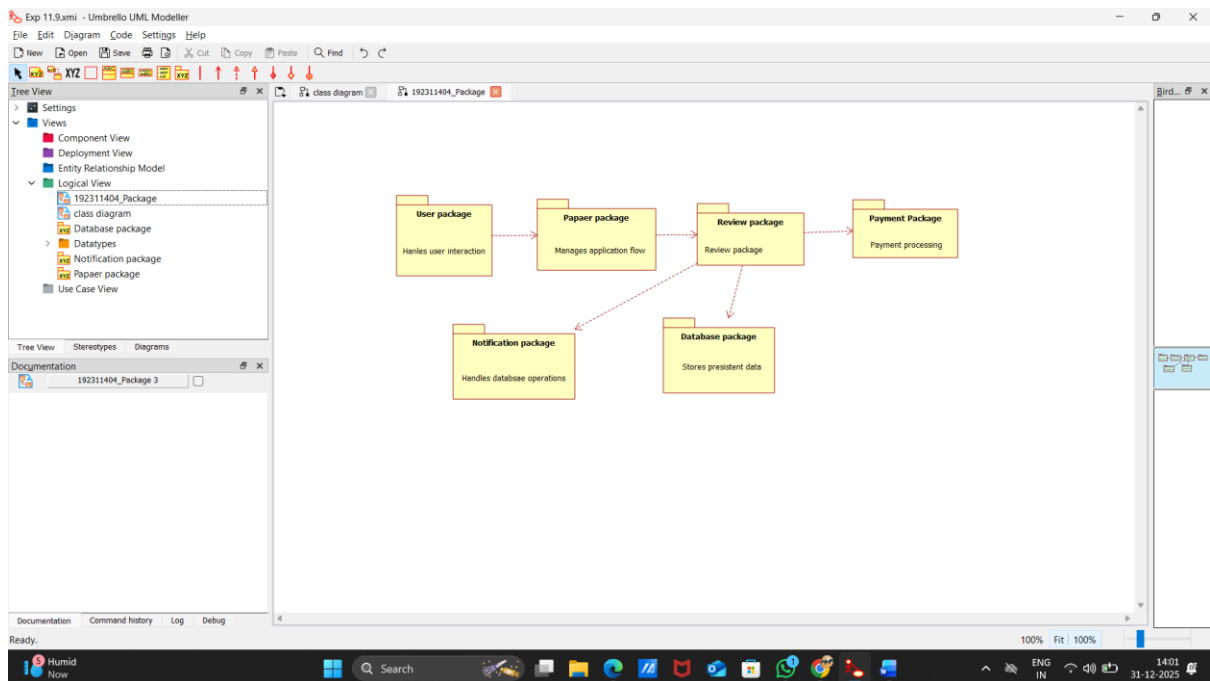 Exp 11.9.xmi - Umbrello UML Modeller
File Edit Diagram Code Settings Help
New Open Save Cut Copy Paste Find
XYZ
Tree View
class diagram 192311404_Package
Bird...
Settings
Views
Component View
Deployment View
Entity Relationship Model
Logical View
192311404_Package
class diagram
Database package
Datatypes
Notification package
Papaer package
Use Case View
Tree View Stereotypes Diagrams
Documentation
192311404_Package 3
User package
Hanles user interaction
Papaer package
Manages application flow
Review package
Review package
Payment Package
Payment processing
Notification package
Handles databsae operations
Database package
Stores presistent data
Documentation Command history Log Debug
Ready.
100% Fit 100%
5
Humid
Now
Search
9
ENG
IN
14:01
31-12-2025